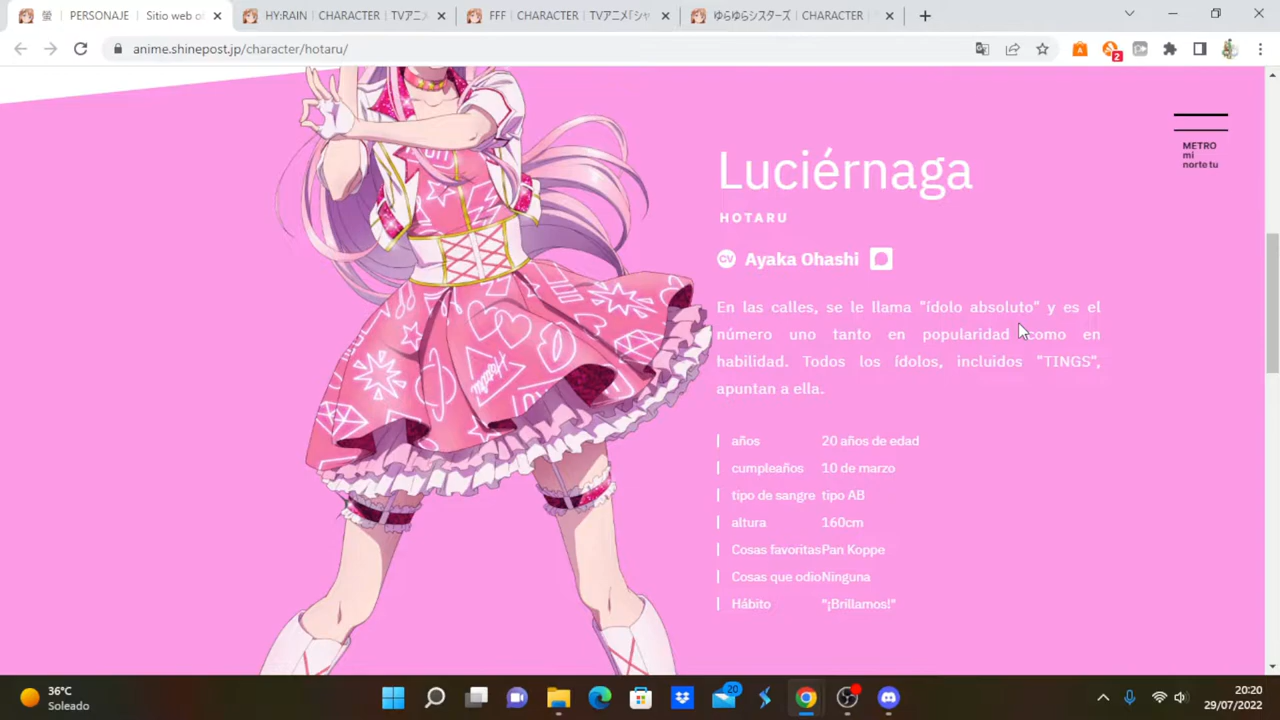 螢 PERSONAJE | Sitio web o
HY:RAIN | CHARACTER | TVアニメ
FFF | CHARACTER | TVアニメ「シャ
ゆらゆらシスターズ | CHARACTER
anime.shinepost.jp/character/hotaru/
2
METRO
mi
norte tu
Luciérnaga
HOTARU
CV Ayaka Ohashi
En las calles, se le llama "ídolo absoluto" y es el
número uno tanto en popularidad como en
habilidad. Todos los ídolos, incluidos "TINGS",
apuntan a ella.
años 20 años de edad
cumpleaños 10 de marzo
tipo de sangre tipo AB
altura 160cm
Cosas favoritas Pan Koppe
Cosas que odio Ninguna
Hábito "¡Brillamos!"
Hotaru
36°C
Soleado
20
20:20
29/07/2022